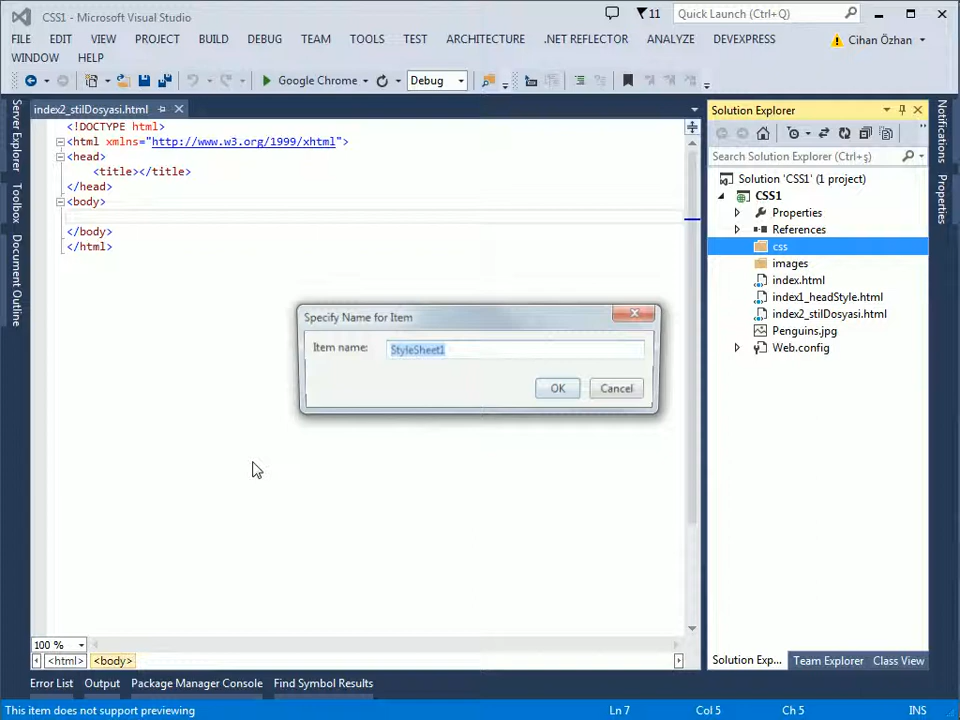 CSS1 - Microsoft Visual Studio
11
Quick Launch (Ctrl+Q)
FILE EDIT VIEW PROJECT BUILD DEBUG TEAM TOOLS TEST ARCHITECTURE .NET REFLECTOR ANALYZE DEVEXPRESS
Cihan Özhan
WINDOW HELP
Google Chrome
Debug
index2_stilDosyasi.html
<!DOCTYPE html>
<html xmlns="http://www.w3.org/1999/xhtml">
<head>
<title></title>
</head>
<body>
</body>
</html>
Server Explorer
Toolbox
Document Outline
Specify Name for Item
Item name:
StyleSheet1
OK
Cancel
Solution Explorer
Search Solution Explorer (Ctrl+ş)
Solution 'CSS1' (1 project)
CSS1
Properties
References
css
images
index.html
index1_headStyle.html
index2_stilDosyasi.html
Penguins.jpg
Web.config
Notifications
Properties
100 %
<html> <body>
Solution Exp... Team Explorer Class View
Error List Output Package Manager Console Find Symbol Results
This item does not support previewing
Ln 7 Col 5 Ch 5 INS